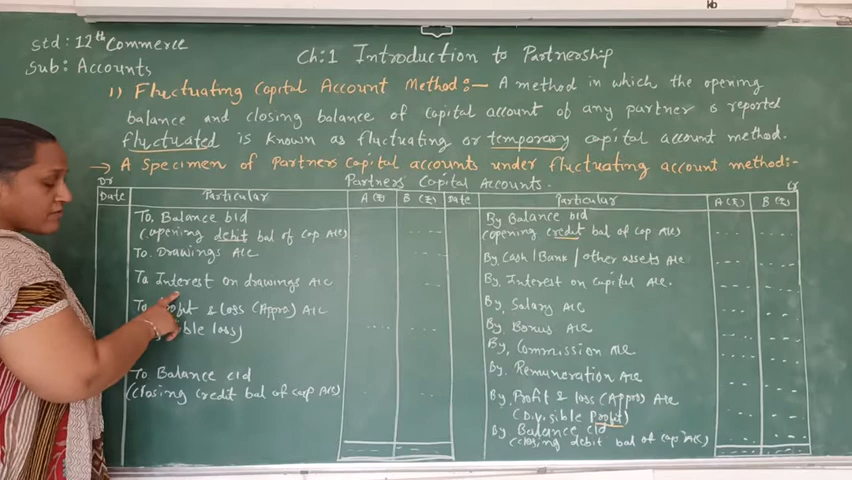 Std: 12th Commerce
Sub: Accounts
Ch:1 Introduction to Partnership
1) Fluctuating Capital Account Method:- A method in which the opening
balance and closing balance of capital account of any partner is reported
fluctuated is known as fluctuating or temporary capital account method.
→ A Specimen of Partners Capital accounts under fluctuating account method:-
Dr Partners Capital Accounts. Cr
Date Particular A (₹) B (₹) Date Particular A (₹) B (₹)
To, Balance b|d
(opening debit bal of Cap A/c)
To Drawings A/c
To Interest on drawings A/c
To Profit & Loss (Appro.) A/c
loss)
To Balance c|d
(closing credit bal of cap A/c)
By Balance b|d
(opening credit bal of cap A/c)
By, Cash / Bank / other assets A/c
By, Interest on Capital A/c.
By, Salary A/c
By, Bonus A/c
By, Commission A/c
By. Remuneration A/c
By, Profit & loss (Appro) A/c
(Divisible Profit)
By, Balance c|d
(closing debit bal of cap A/c)